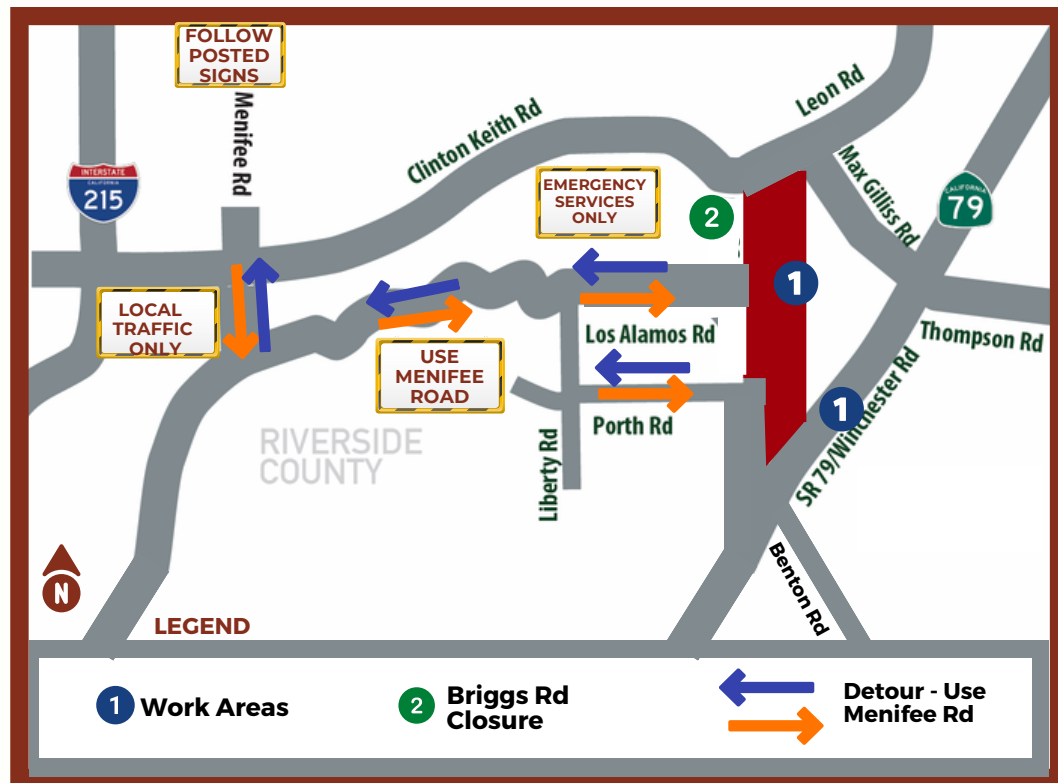 FOLLOW
POSTED
SIGNS
Menifee Rd
INTERSTATE
CALIFORNIA
215
Clinton Keith Rd
Leon Rd
Max Gilliss Rd
CALIFORNIA
79
EMERGENCY
SERVICES
ONLY
2
1
LOCAL
TRAFFIC
ONLY
USE
MENIFEE
ROAD
Los Alamos Rd
Thompson Rd
1
Porth Rd
SR 79/Winchester Rd
RIVERSIDE
COUNTY
Liberty Rd
Benton Rd
N
LEGEND
1 Work Areas
2 Briggs Rd
Closure
Detour - Use
Menifee Rd